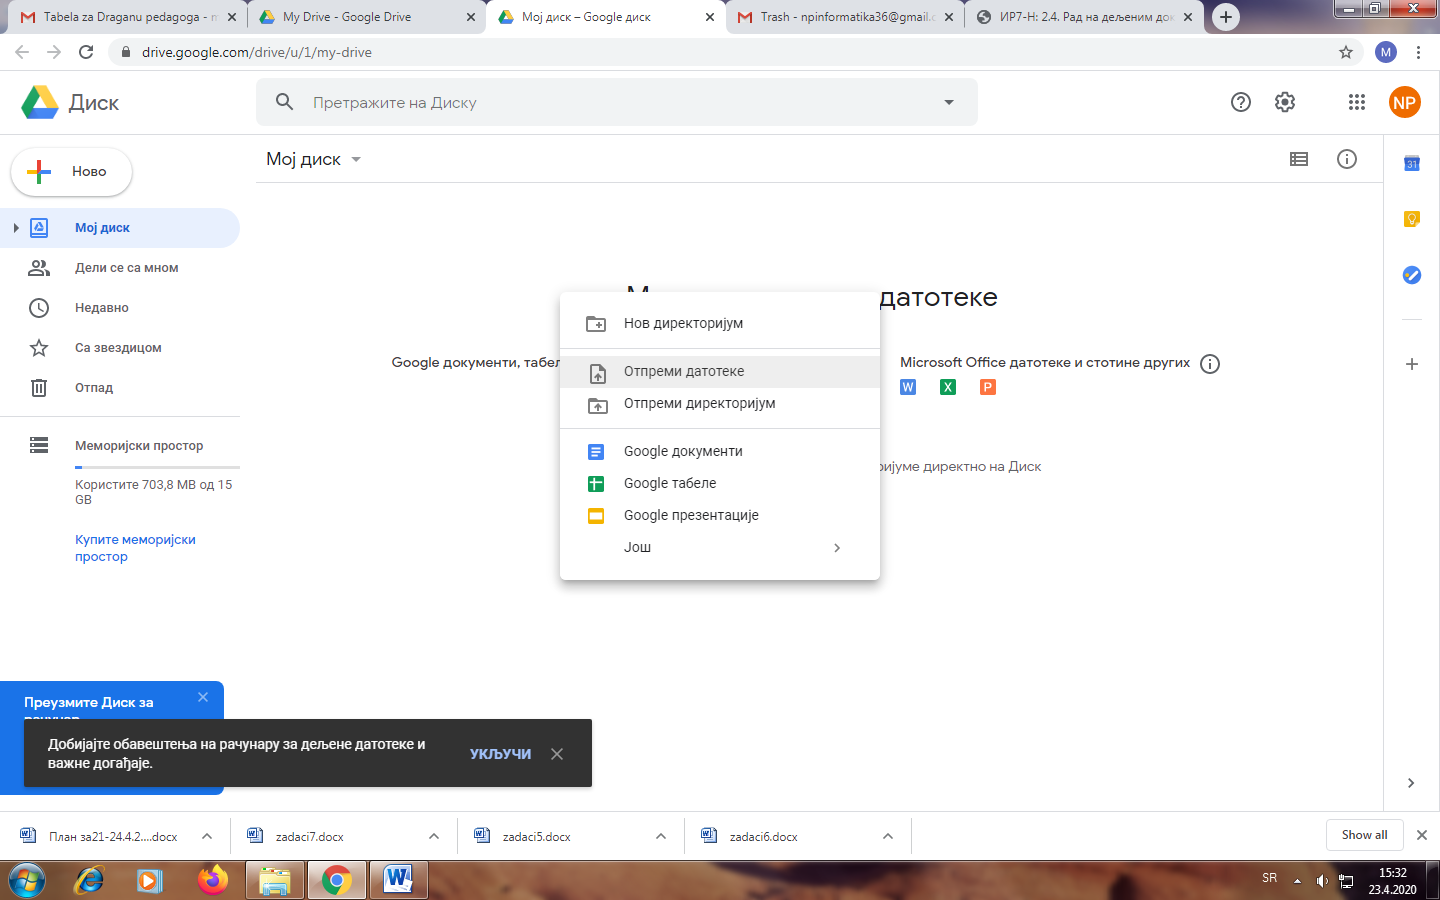 Tabela za Draganu pedagoga - n
My Drive - Google Drive
Мој диск – Google диск
Trash - npinformatika36@gmail.c
ИР7-Н: 2.4. Рад на дељеним док
drive.google.com/drive/u/1/my-drive
M
Диск
Претражите на Диску
NP
Ново
Мој диск
31
Мој диск
Дели се са мном
Недавно
Са звездицом
Отпад
Меморијски простор
Користите 703,8 MB од 15
GB
Купите меморијски
простор
датотеке
Google документи, табел
Microsoft Office датотеке и стотине других
W X P
ријуме директно на Диск
Нов директоријум
Отпреми датотеке
Отпреми директоријум
Google документи
Google табеле
Google презентације
Још
Преузмите Диск за
рачунар
Добијајте обавештења на рачунару за дељене датотеке и
важне догађаје.
УКЉУЧИ
План за21-24.4.2....docx
zadaci7.docx
zadaci5.docx
zadaci6.docx
Show all
SR
15:32
23.4.2020